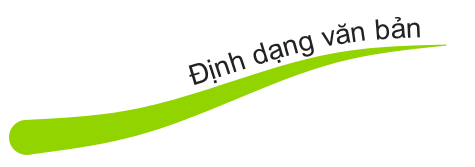 Định dạng văn bản